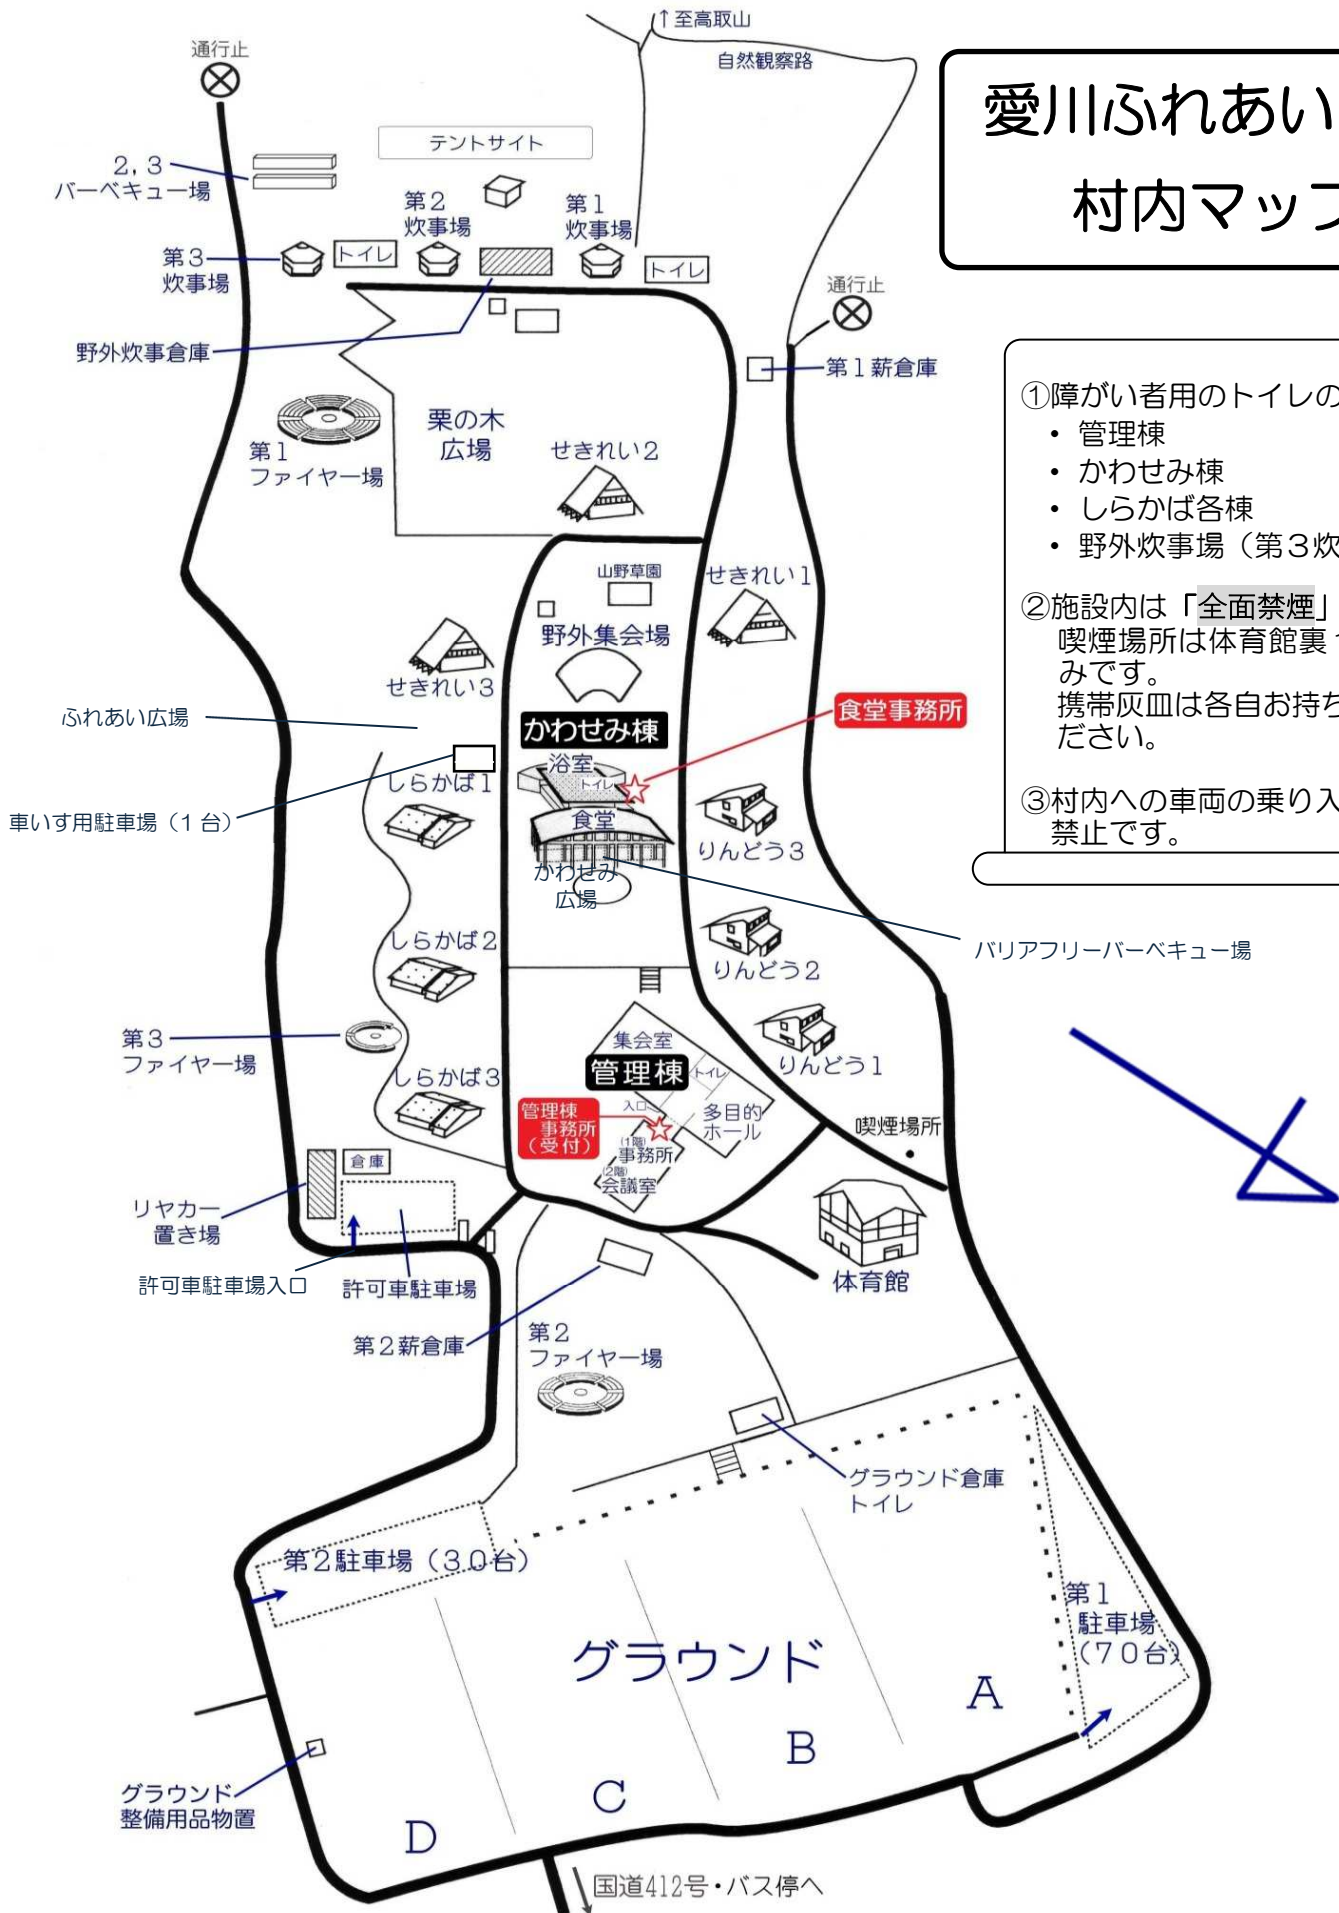 ↑至高取山
自然観察路
通行止
愛川ふれあい
村内マップ
テントサイト
2,3
バーベキュー場
第2
炊事場
第1
炊事場
第3
炊事場
トイレ
トイレ
通行止
野外炊事倉庫
第1薪倉庫
栗の木
広場
第1
ファイヤー場
せきれい2
①障がい者用のトイレの
・ 管理棟
・ かわせみ棟
・ しらかば各棟
・ 野外炊事場（第3炊
②施設内は「全面禁煙」
喫煙場所は体育館裏
みです。
携帯灰皿は各自お持ち
ださい。
③村内への車両の乗り入
禁止です。
山野草園
せきれい1
野外集会場
せきれい3
ふれあい広場
かわせみ棟
食堂事務所
浴室
トイレ
食堂
しらかば1
車いす用駐車場（1 台）
りんどう3
かわせみ
広場
バリアフリーバーベキュー場
しらかば2
りんどう2
第3
ファイヤー場
集会室
管理棟
トイレ
りんどう1
しらかば3
管理棟
事務所
（受付）
入口
多目的
ホール
(1階)
事務所
(2階)
会議室
喫煙場所
倉庫
リヤカー
置き場
許可車駐車場入口
許可車駐車場
体育館
第2薪倉庫
第2
ファイヤー場
グラウンド倉庫
トイレ
第2駐車場（30台）
第1
駐車場
（70台）
グラウンド
A
B
C
D
グラウンド
整備用品物置
国道412号・バス停へ